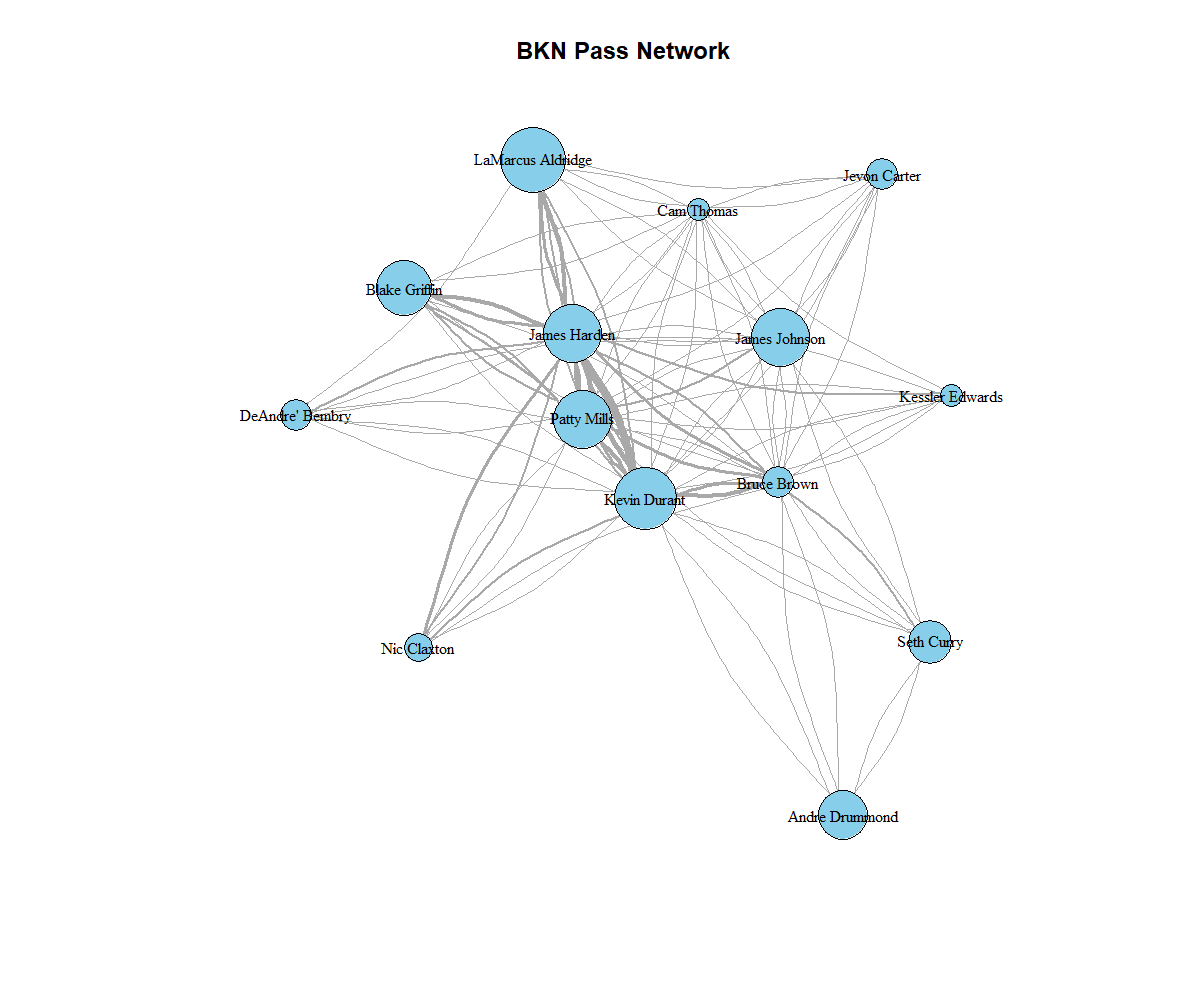 BKN Pass Network
LaMarcus Aldridge
Jevon Carter
Cam Thomas
Blake Griffin
James Harden
James Johnson
Kessler Edwards
DeAndre' Bembry
Patty Mills
Bruce Brown
Kevin Durant
Seth Curry
Nic Claxton
Andre Drummond